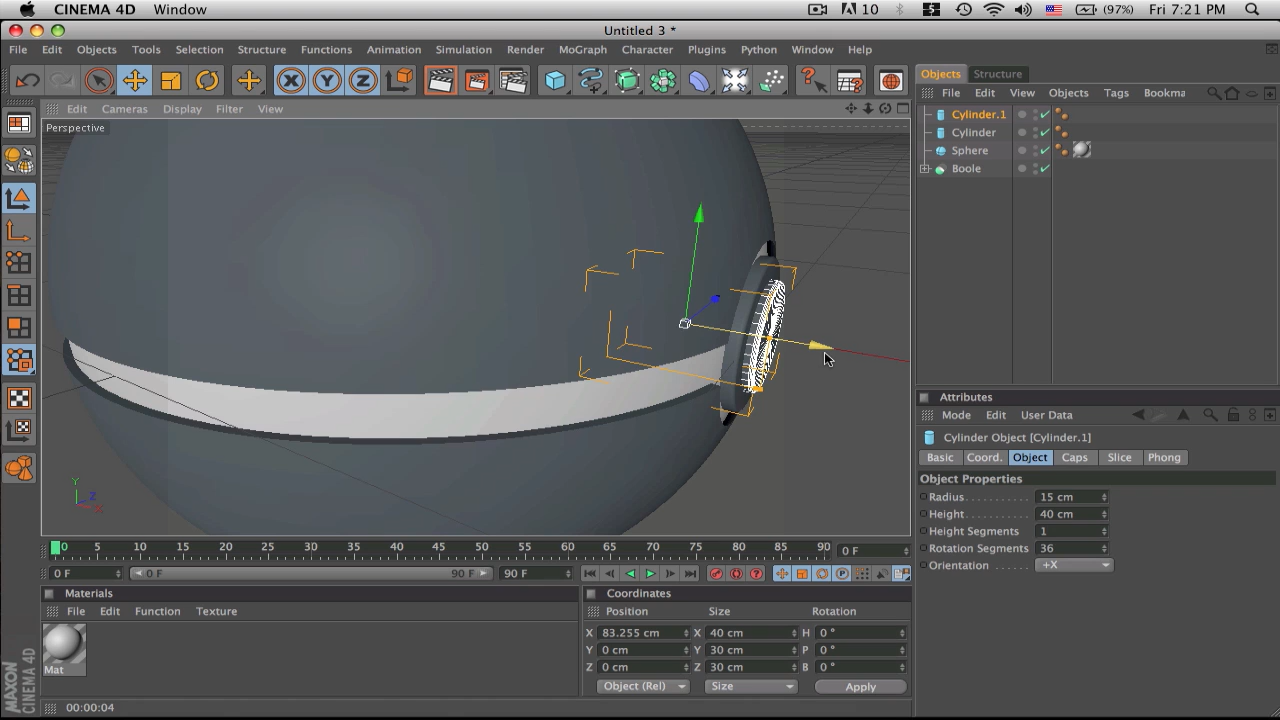 CINEMA 4D Window 10 (97%) Fri 7:21 PM
Untitled 3 *
File Edit Objects Tools Selection Structure Functions Animation Simulation Render MoGraph Character Plugins Python Window Help
X Y Z
Objects Structure
File Edit View Objects Tags Bookma
Edit Cameras Display Filter View
Perspective
Cylinder.1
Cylinder
Sphere
Boole
Y Z X
Attributes
Mode Edit User Data
Cylinder Object [Cylinder.1]
Basic Coord. Object Caps Slice Phong
Object Properties
Radius . . . . . . . . . . . 15 cm
Height . . . . . . . . . . . 40 cm
Height Segments 1
Rotation Segments 36
Orientation . . . . . . +X
0 5 10 15 20 25 30 35 40 45 50 55 60 65 70 75 80 85 90 0 F
0 F 0 F 90 F 90 F
Materials
File Edit Function Texture
Mat
Coordinates
Position Size Rotation
X 83.255 cm X 40 cm H 0 °
Y 0 cm Y 30 cm P 0 °
Z 0 cm Z 30 cm B 0 °
Object (Rel) Size Apply
MAXON CINEMA 4D
00:00:04